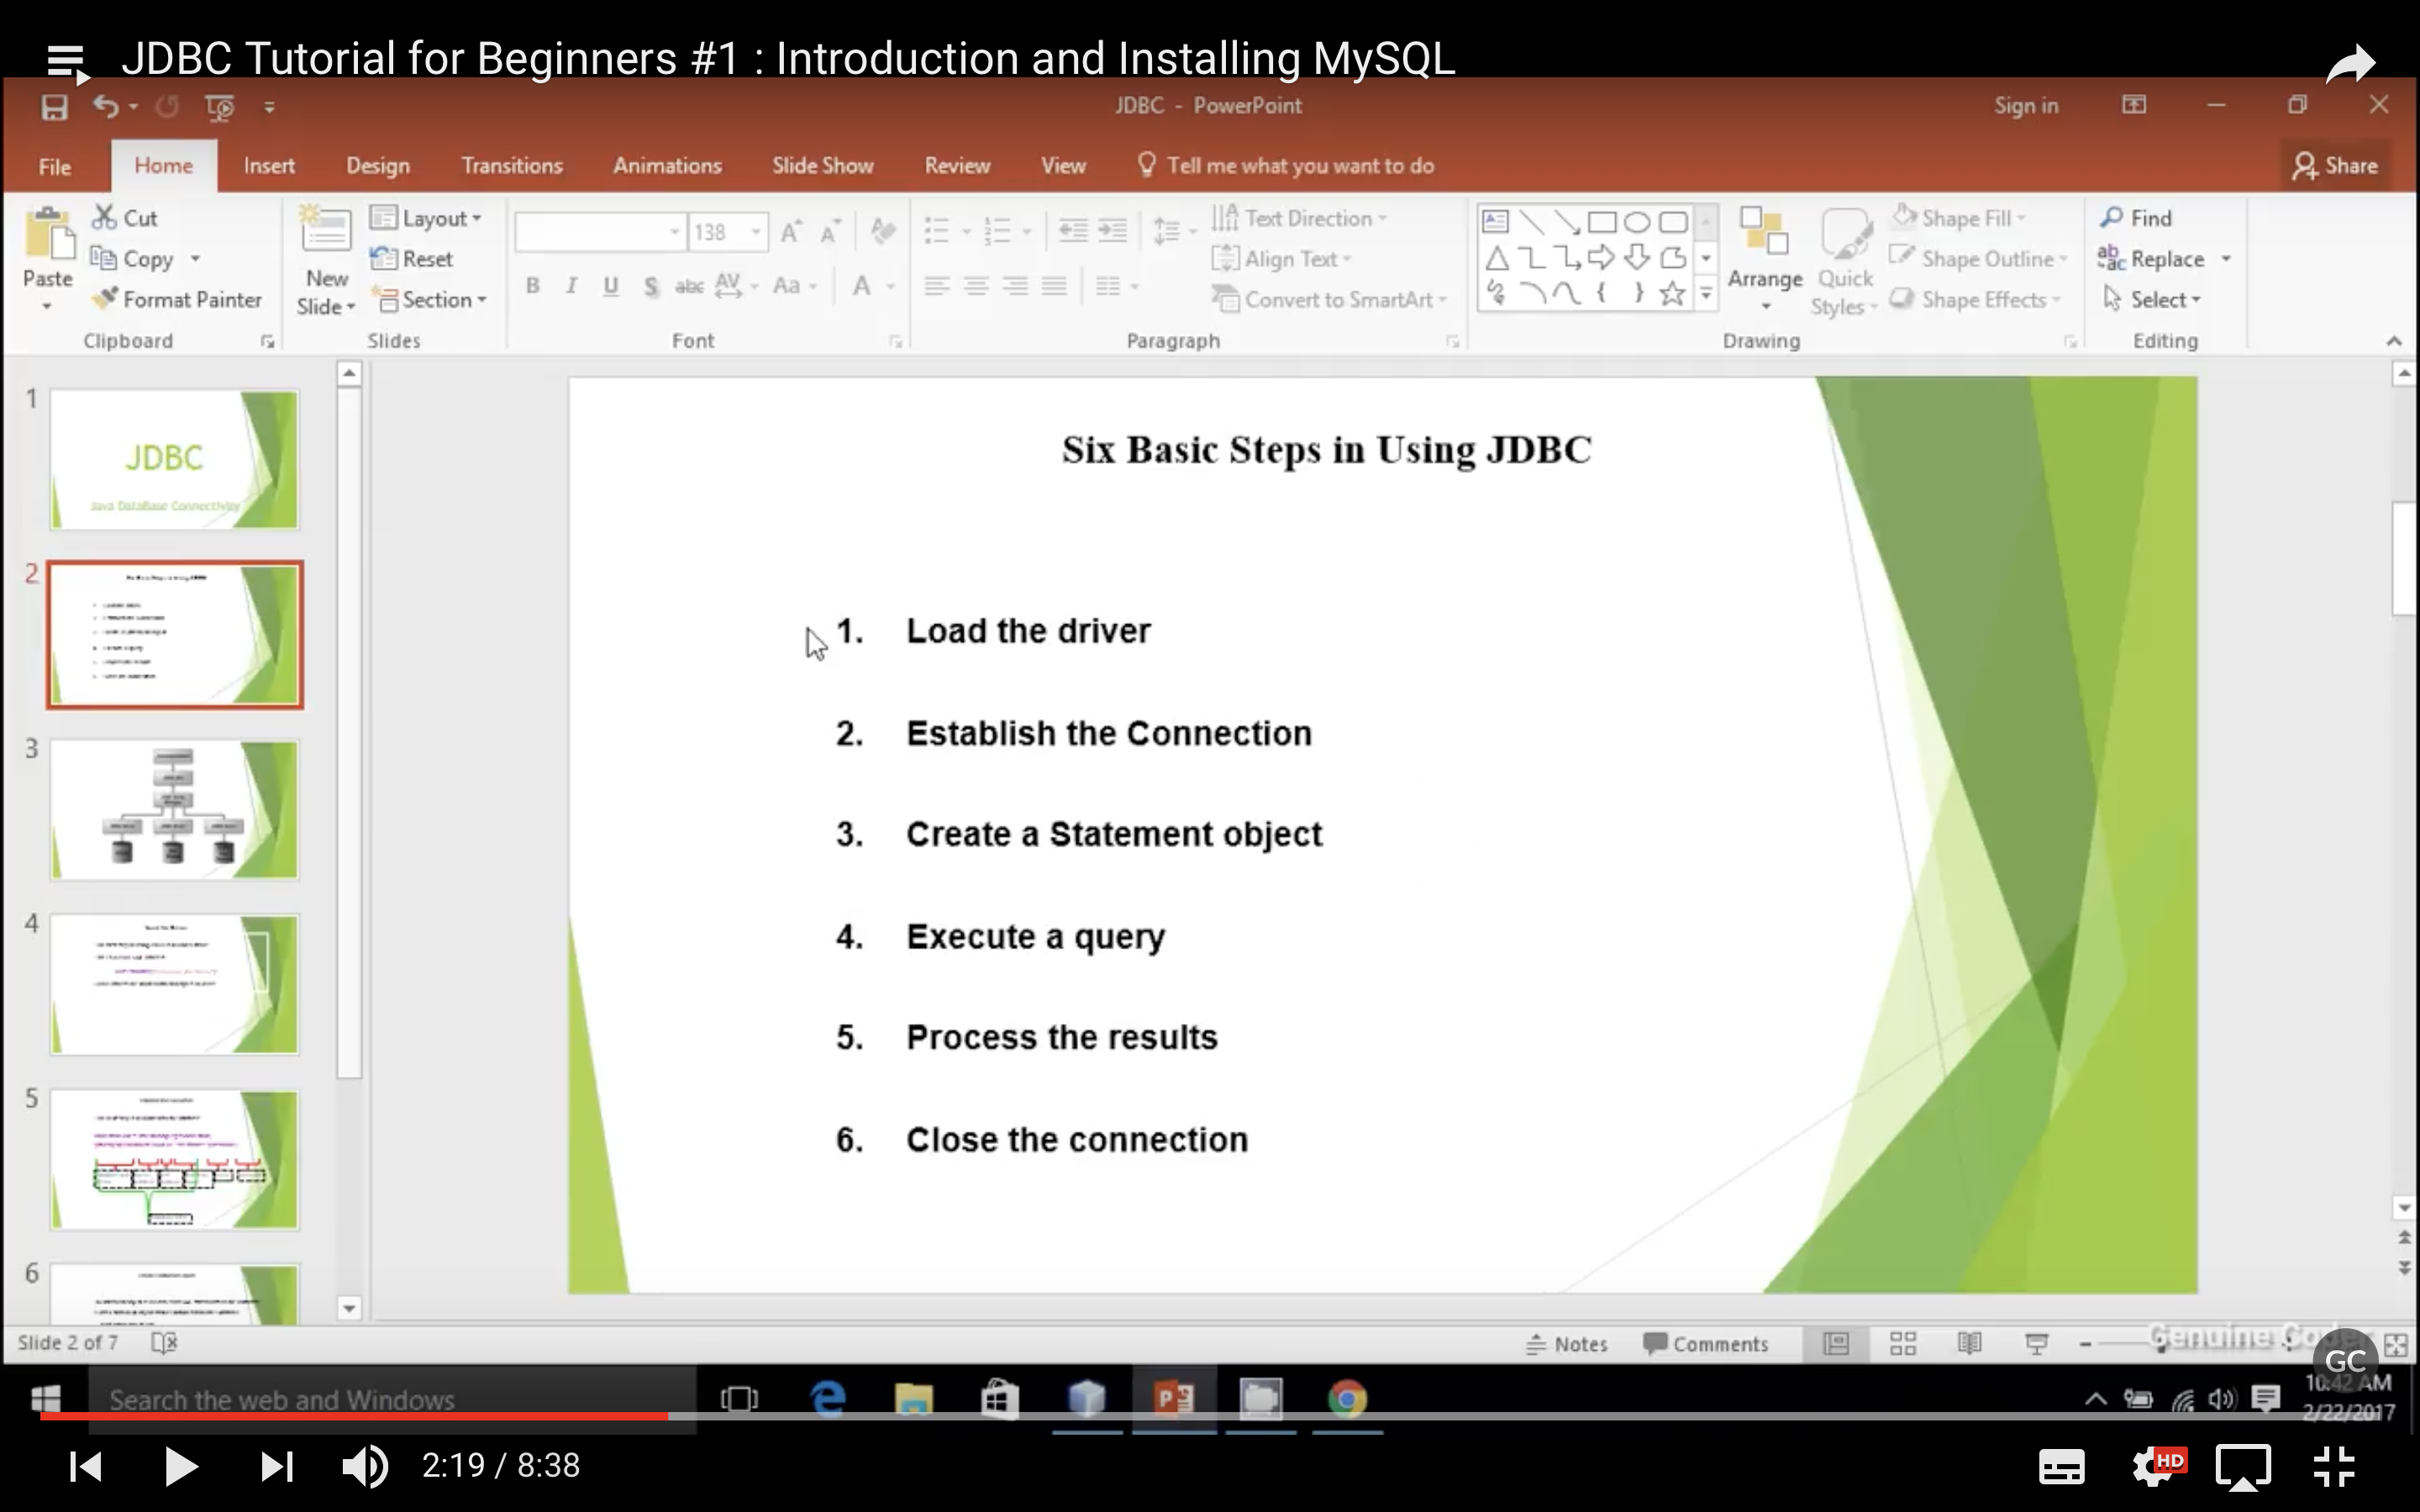 JDBC Tutorial for Beginners #1 : Introduction and Installing MySQL
JDBC - PowerPoint
Sign in
File Home Insert Design Transitions Animations Slide Show Review View Tell me what you want to do Share
Paste
Cut
Copy
Format Painter
Clipboard
New
Slide
Layout
Reset
Section
Slides
138
B I U S abc AV Aa A
Font
Text Direction
Align Text
Convert to SmartArt
Paragraph
Arrange
Quick
Styles
Shape Fill
Shape Outline
Shape Effects
Drawing
Find
Replace
Select
Editing
1
JDBC
Java DataBase Connectivity
2
3
4
5
6
Six Basic Steps in Using JDBC
1. Load the driver
2. Establish the Connection
3. Create a Statement object
4. Execute a query
5. Process the results
6. Close the connection
Slide 2 of 7
Notes
Comments
Genuine Coder
GC
Search the web and Windows
10:42 AM
2/22/2017
2:19 / 8:38
HD